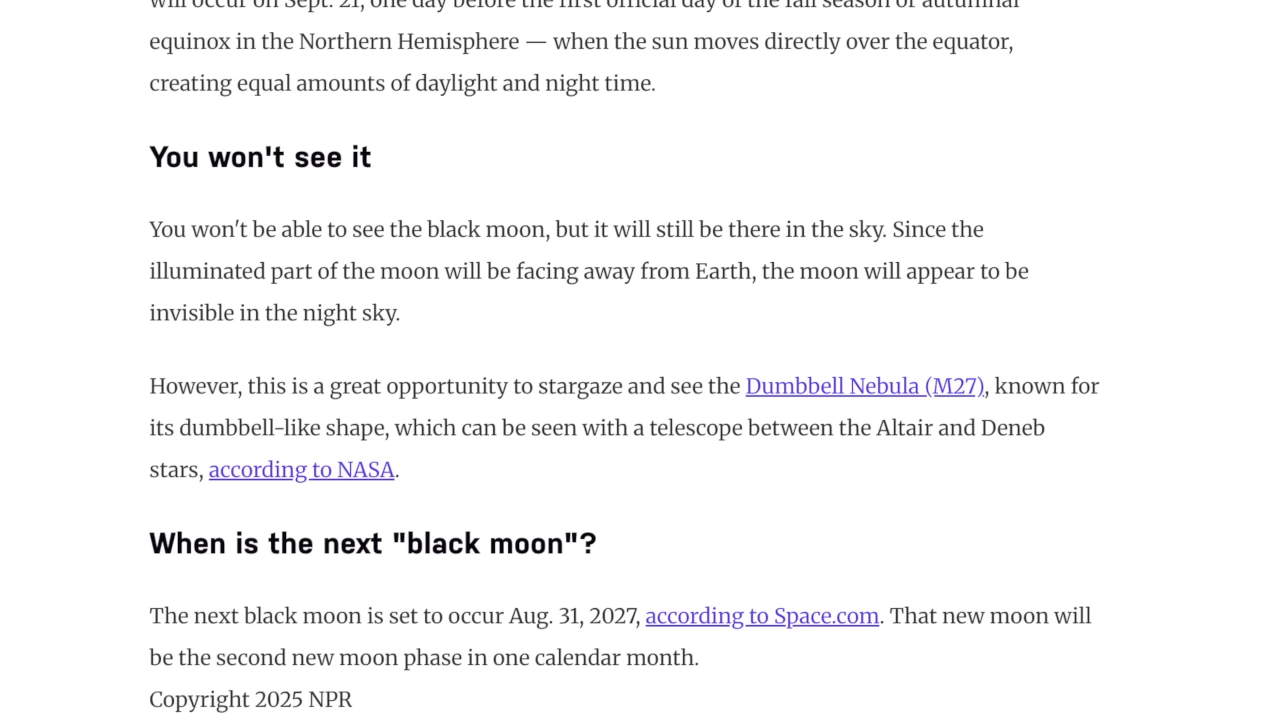 will occur on Sept. 21, one day before the first official day of the fall season or autumnal
equinox in the Northern Hemisphere — when the sun moves directly over the equator,
creating equal amounts of daylight and night time.
You won't see it
You won't be able to see the black moon, but it will still be there in the sky. Since the
illuminated part of the moon will be facing away from Earth, the moon will appear to be
invisible in the night sky.
However, this is a great opportunity to stargaze and see the Dumbbell Nebula (M27), known for
its dumbbell-like shape, which can be seen with a telescope between the Altair and Deneb
stars, according to NASA.
When is the next "black moon"?
The next black moon is set to occur Aug. 31, 2027, according to Space.com. That new moon will
be the second new moon phase in one calendar month.
Copyright 2025 NPR